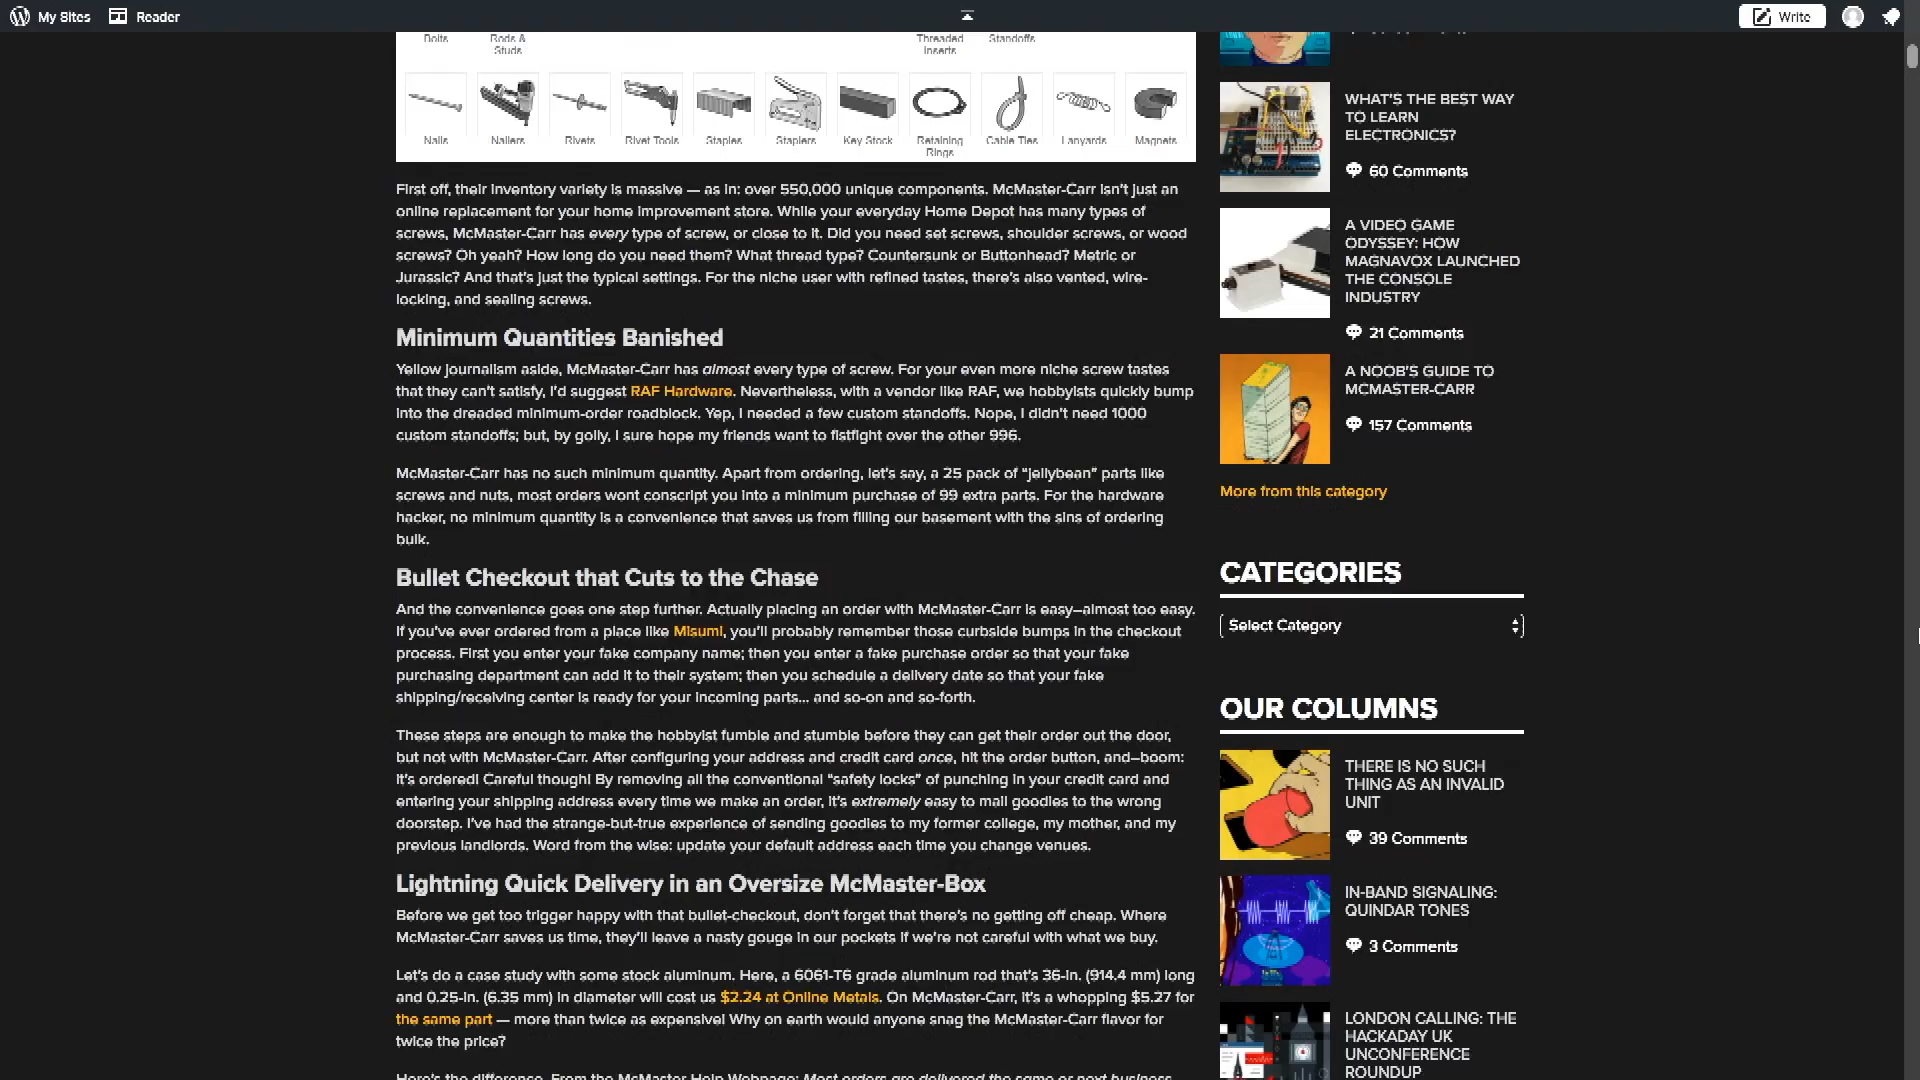 My Sites
Reader
Write
Bolts
Rods &
Studs
Threaded
Inserts
Standoffs
Nails
Nailers
Rivets
Rivet Tools
Staples
Staplers
Key Stock
Retaining
Rings
Cable Ties
Lanyards
Magnets
First off, their inventory variety is massive — as in: over 550,000 unique components. McMaster-Carr isn't just an
online replacement for your home improvement store. While your everyday Home Depot has many types of
screws, McMaster-Carr has every type of screw, or close to it. Did you need set screws, shoulder screws, or wood
screws? Oh yeah? How long do you need them? What thread type? Countersunk or Buttonhead? Metric or
Jurassic? And that's just the typical settings. For the niche user with refined tastes, there's also vented, wire-
locking, and sealing screws.
Minimum Quantities Banished
Yellow journalism aside, McMaster-Carr has almost every type of screw. For your even more niche screw tastes
that they can't satisfy, I'd suggest RAF Hardware. Nevertheless, with a vendor like RAF, we hobbyists quickly bump
into the dreaded minimum-order roadblock. Yep, I needed a few custom standoffs. Nope, I didn't need 1000
custom standoffs; but, by golly, I sure hope my friends want to fistfight over the other 996.
McMaster-Carr has no such minimum quantity. Apart from ordering, let's say, a 25 pack of "jellybean" parts like
screws and nuts, most orders wont conscript you into a minimum purchase of 99 extra parts. For the hardware
hacker, no minimum quantity is a convenience that saves us from filling our basement with the sins of ordering
bulk.
Bullet Checkout that Cuts to the Chase
And the convenience goes one step further. Actually placing an order with McMaster-Carr is easy–almost too easy.
If you've ever ordered from a place like Misumi, you'll probably remember those curbside bumps in the checkout
process. First you enter your fake company name; then you enter a fake purchase order so that your fake
purchasing department can add it to their system; then you schedule a delivery date so that your fake
shipping/receiving center is ready for your incoming parts... and so-on and so-forth.
These steps are enough to make the hobbyist fumble and stumble before they can get their order out the door,
but not with McMaster-Carr. After configuring your address and credit card once, hit the order button, and–boom:
it's ordered! Careful though! By removing all the conventional "safety locks" of punching in your credit card and
entering your shipping address every time we make an order, it's extremely easy to mail goodies to the wrong
doorstep. I've had the strange-but-true experience of sending goodies to my former college, my mother, and my
previous landlords. Word from the wise: update your default address each time you change venues.
Lightning Quick Delivery in an Oversize McMaster-Box
Before we get too trigger happy with that bullet-checkout, don't forget that there's no getting off cheap. Where
McMaster-Carr saves us time, they'll leave a nasty gouge in our pockets if we're not careful with what we buy.
Let's do a case study with some stock aluminum. Here, a 6061-T6 grade aluminum rod that's 36-in. (914.4 mm) long
and 0.25-in. (6.35 mm) in diameter will cost us $2.24 at Online Metals. On McMaster-Carr, it's a whopping $5.27 for
the same part — more than twice as expensive! Why on earth would anyone snag the McMaster-Carr flavor for
twice the price?
Here's the difference. From the McMaster Help Webpage: Most orders are delivered the same or next business
WHAT'S THE BEST WAY
TO LEARN
ELECTRONICS?
60 Comments
A VIDEO GAME
ODYSSEY: HOW
MAGNAVOX LAUNCHED
THE CONSOLE
INDUSTRY
21 Comments
A NOOB'S GUIDE TO
MCMASTER-CARR
157 Comments
More from this category
CATEGORIES
Select Category
OUR COLUMNS
THERE IS NO SUCH
THING AS AN INVALID
UNIT
39 Comments
IN-BAND SIGNALING:
QUINDAR TONES
3 Comments
LONDON CALLING: THE
HACKADAY UK
UNCONFERENCE
ROUNDUP